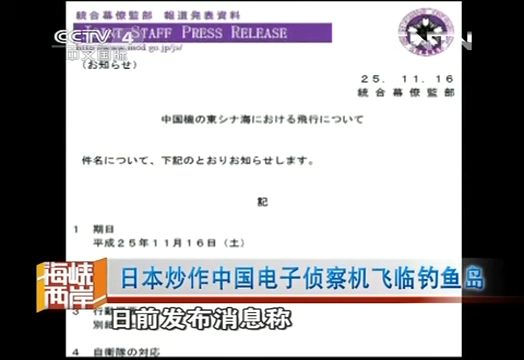 CCTV 4
中文国际
統合幕僚監部 報道発表資料
JOINT STAFF PRESS RELEASE
(お知らせ)
25. 11. 16
統合幕僚監部
中国機の東シナ海における飛行について
件名について、下記のとおりお知らせします。
記
1 期日
平成25年11月16日(土)
海峡两岸
日本炒作中国电子侦察机飞临钓鱼岛
日前发布消息称
4 自衛隊の対応